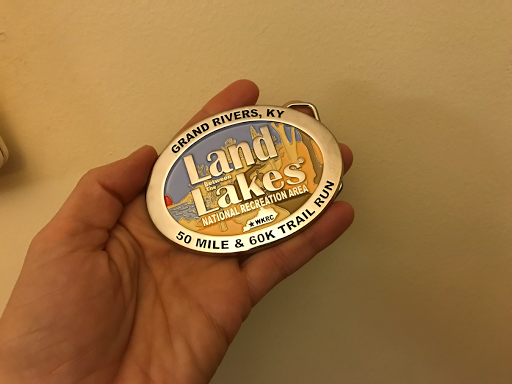 GRAND RIVERS, KY
Land
Between
The
Lakes
NATIONAL RECREATION AREA
★ WKRC
50 MILE & 60K TRAIL RUN